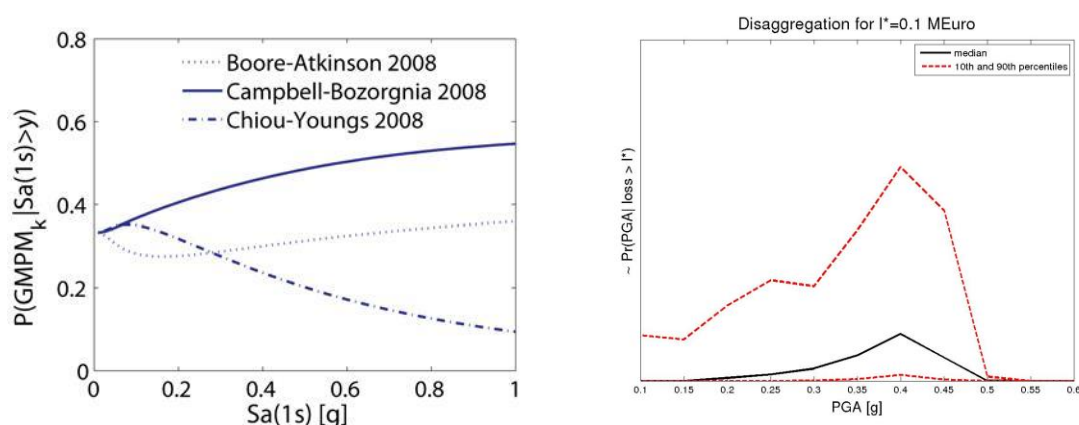 0.8
0.6
0.4
0.2
0
P(GMPM_k|Sa(1s)>y)
Boore-Atkinson 2008
Campbell-Bozorgnia 2008
Chiou-Youngs 2008
0 0.2 0.4 0.6 0.8 1
Sa(1s) [g]
Disaggregation for l*=0.1 MEuro
median
10th and 90th percentiles
~ Pr(PGA| loss > l*)
0.1 0.15 0.2 0.25 0.3 0.35 0.4 0.45 0.5 0.55 0.6
PGA [g]